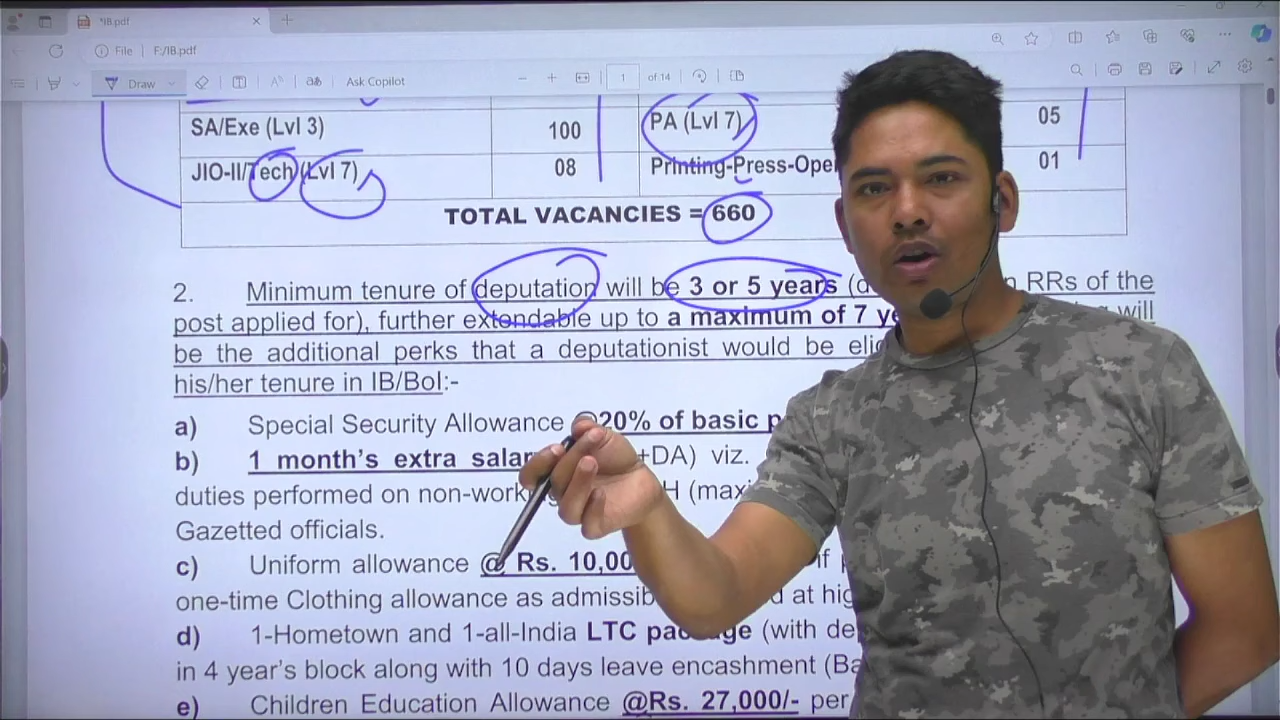 *IB.pdf
File F:/IB.pdf
Draw Ask Copilot 1 of 14
SA/Exe (Lvl 3) 100 PA (Lvl 7) 05
JIO-II/Tech (Lvl 7) 08 Printing-Press-Ope 01
TOTAL VACANCIES = 660
2. Minimum tenure of deputation will be 3 or 5 years (d n RRs of the
post applied for), further extendable up to a maximum of 7 ye will
be the additional perks that a deputationist would be elig
his/her tenure in IB/BoI:-
a) Special Security Allowance @20% of basic p
b) 1 month's extra salar +DA) viz.
duties performed on non-work H (maxi
Gazetted officials.
c) Uniform allowance @ Rs. 10,00 if p
one-time Clothing allowance as admissib d at hig
d) 1-Hometown and 1-all-India LTC package (with de
in 4 year's block along with 10 days leave encashment (Ba
e) Children Education Allowance @Rs. 27,000/- per